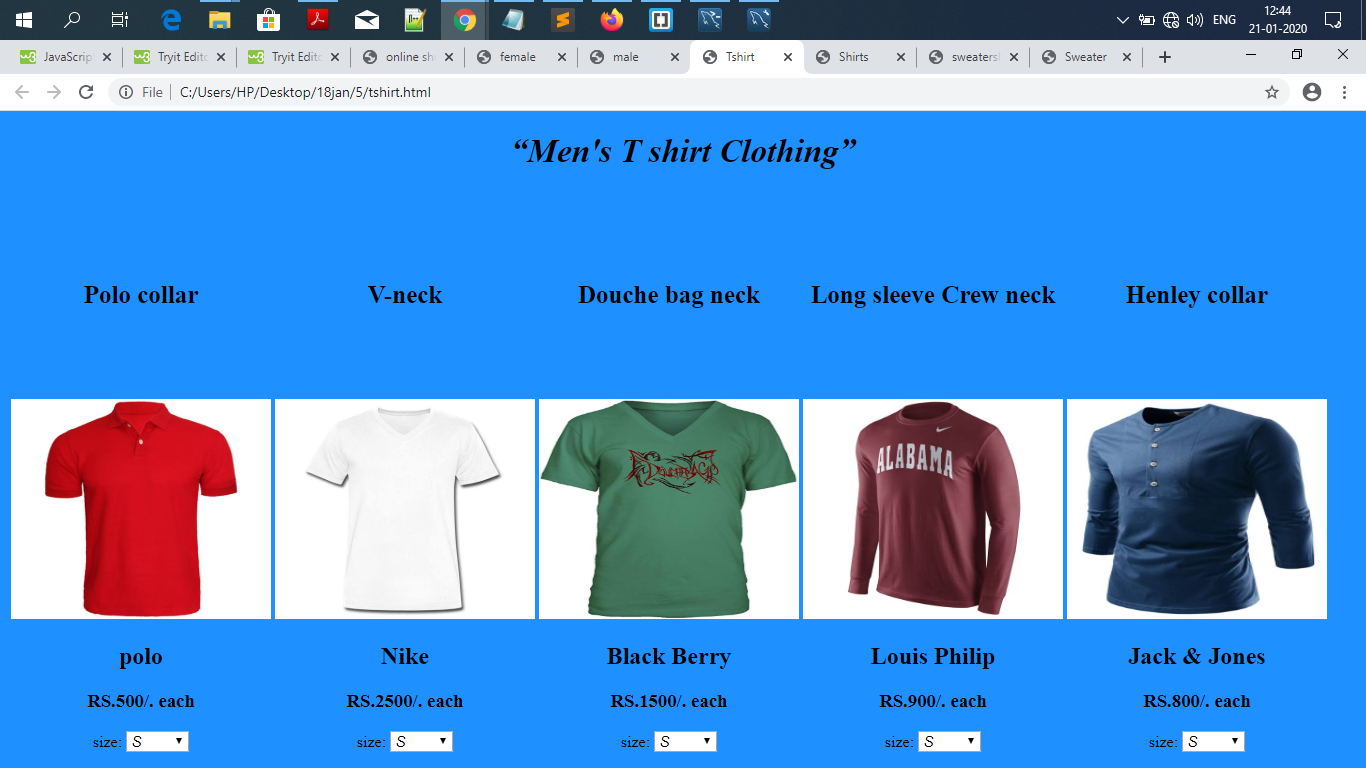 12:44
ENG
21-01-2020
JavaScrip
Tryit Edit
Tryit Edit
online sh
female
male
Tshirt
Shirts
sweaters
Sweater
File
C:/Users/HP/Desktop/18jan/5/tshirt.html
“Men's T shirt Clothing”
Polo collar
V-neck
Douche bag neck
Long sleeve Crew neck
Henley collar
ALABAMA
polo
Nike
Black Berry
Louis Philip
Jack & Jones
RS.500/. each
RS.2500/. each
RS.1500/. each
RS.900/. each
RS.800/. each
size: S
size: S
size: S
size: S
size: S